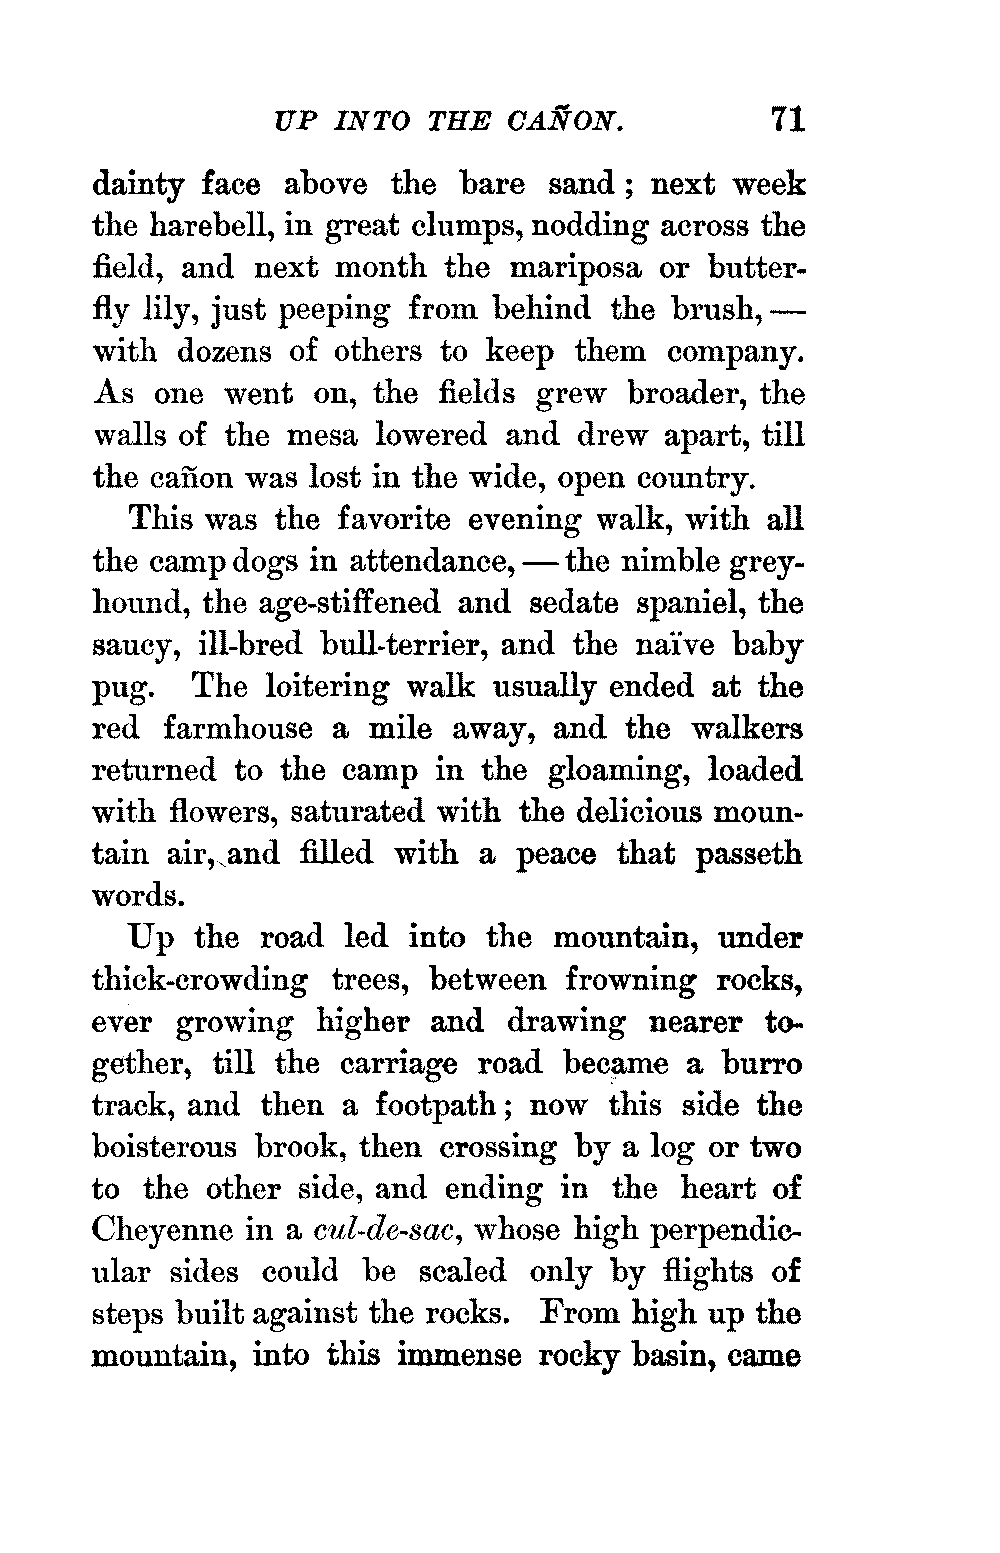 UP INTO THE CAÑON. 71
dainty face above the bare sand ; next week
the harebell, in great clumps, nodding across the
field, and next month the mariposa or butter-
fly lily, just peeping from behind the brush, —
with dozens of others to keep them company.
As one went on, the fields grew broader, the
walls of the mesa lowered and drew apart, till
the cañon was lost in the wide, open country.
This was the favorite evening walk, with all
the camp dogs in attendance, — the nimble grey-
hound, the age-stiffened and sedate spaniel, the
saucy, ill-bred bull-terrier, and the naïve baby
pug. The loitering walk usually ended at the
red farmhouse a mile away, and the walkers
returned to the camp in the gloaming, loaded
with flowers, saturated with the delicious moun-
tain air, and filled with a peace that passeth
words.
Up the road led into the mountain, under
thick-crowding trees, between frowning rocks,
ever growing higher and drawing nearer to-
gether, till the carriage road became a burro
track, and then a footpath ; now this side the
boisterous brook, then crossing by a log or two
to the other side, and ending in the heart of
Cheyenne in a cul-de-sac, whose high perpendic-
ular sides could be scaled only by flights of
steps built against the rocks. From high up the
mountain, into this immense rocky basin, came